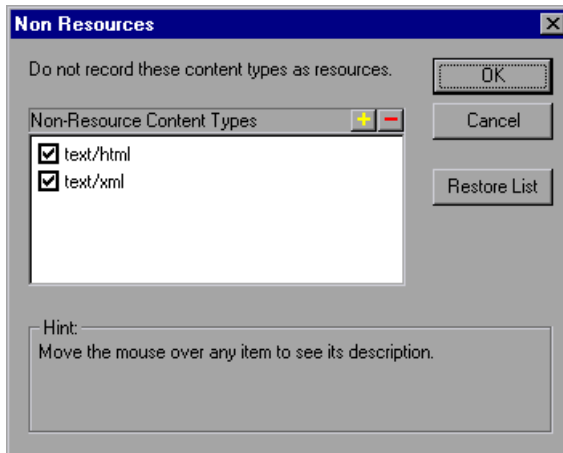 Non Resources
Do not record these content types as resources.
OK
Non-Resource Content Types
Cancel
text/html
text/xml
Restore List
Hint:
Move the mouse over any item to see its description.